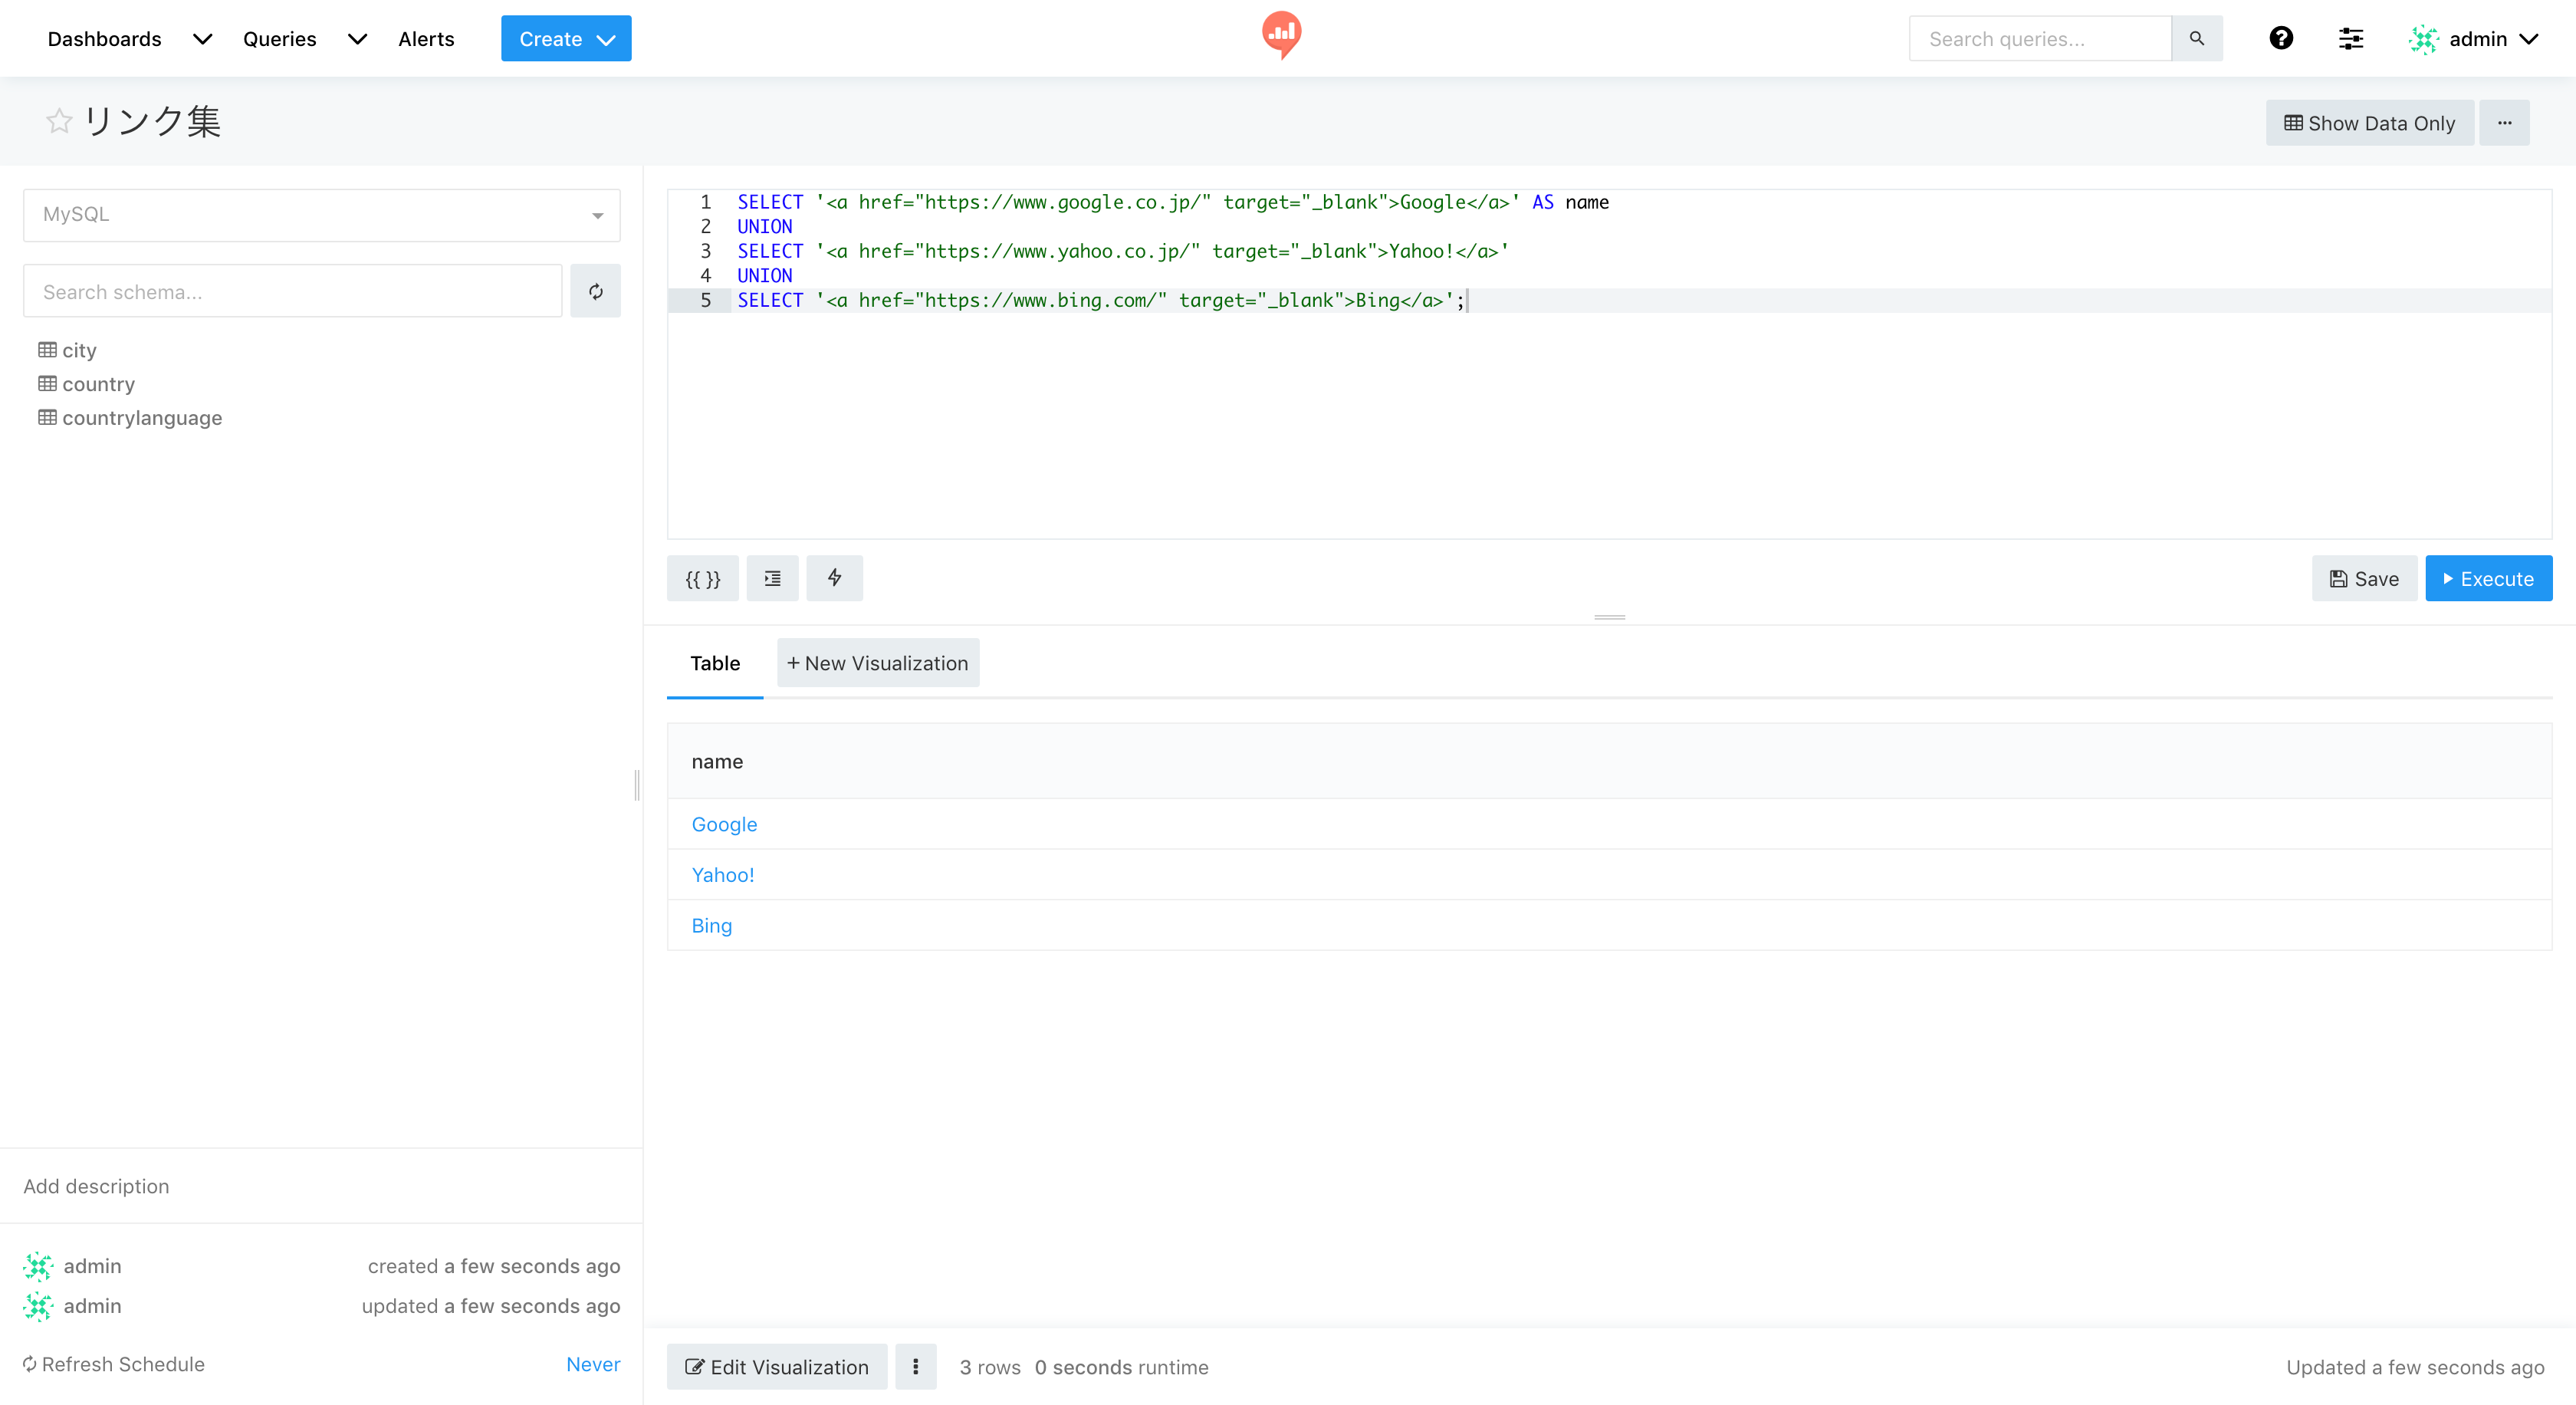 Dashboards Queries Alerts Create Search queries... admin
リンク集 Show Data Only ...
MySQL
Search schema...
city
country
countrylanguage
1 SELECT '<a href="https://www.google.co.jp/" target="_blank">Google</a>' AS name
2 UNION
3 SELECT '<a href="https://www.yahoo.co.jp/" target="_blank">Yahoo!</a>'
4 UNION
5 SELECT '<a href="https://www.bing.com/" target="_blank">Bing</a>';
{{ }} Save Execute
Table + New Visualization
name
Google
Yahoo!
Bing
Add description
admin created a few seconds ago
admin updated a few seconds ago
Refresh Schedule Never
Edit Visualization 3 rows 0 seconds runtime Updated a few seconds ago